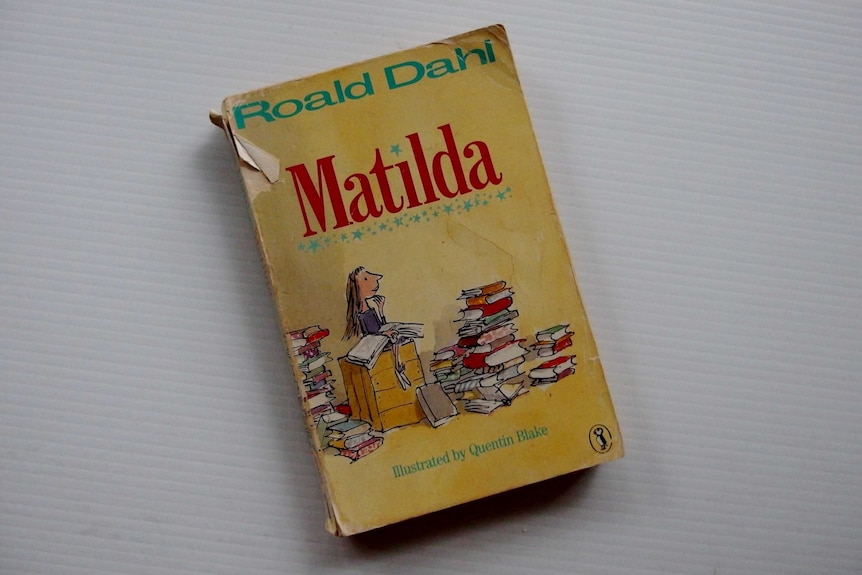 Roald Dahl
Matilda
Illustrated by Quentin Blake